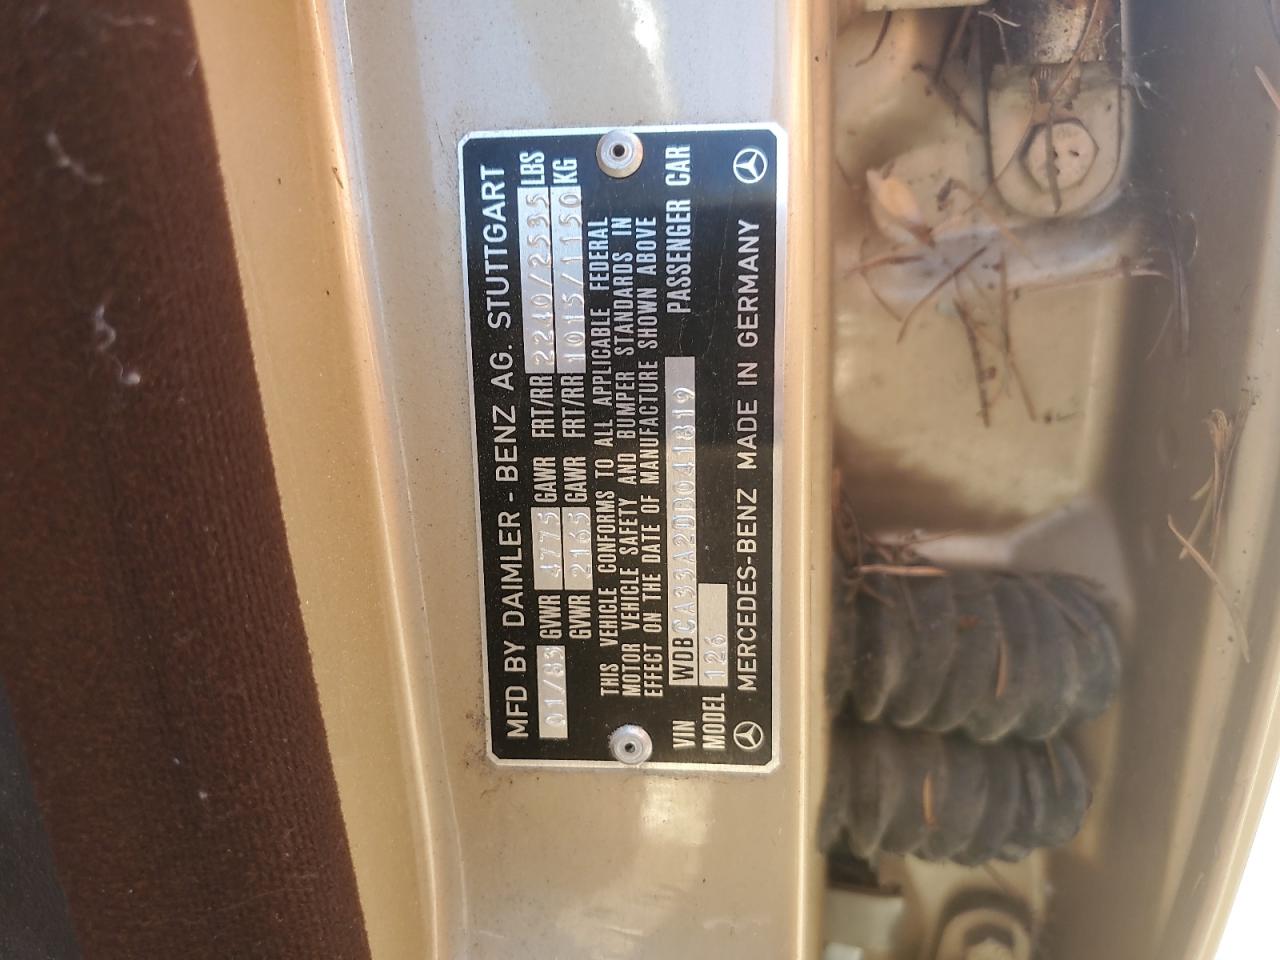 MFD BY DAIMLER - BENZ AG. STUTTGART
01/83 GVWR 4775 GAWR FRT/RR 2240/2535 LBS
GVWR 2165 GAWR FRT/RR 1015/1150 KG
THIS VEHICLE CONFORMS TO ALL APPLICABLE FEDERAL
MOTOR VEHICLE SAFETY AND BUMPER STANDARDS IN
EFFECT ON THE DATE OF MANUFACTURE SHOWN ABOVE
VIN WDBCA33A2DB041819 PASSENGER CAR
MODEL 126
MERCEDES-BENZ MADE IN GERMANY